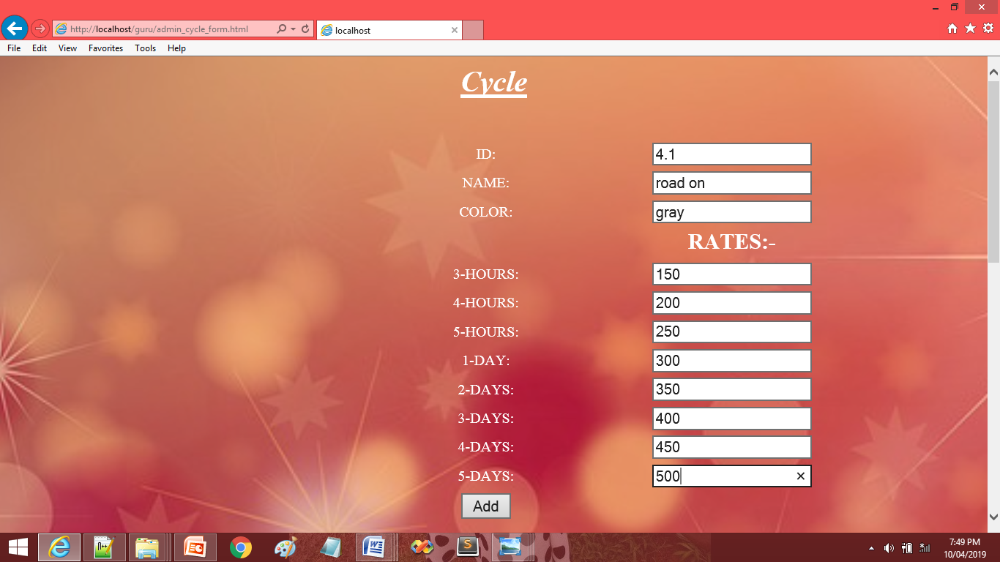 http://localhost/guru/admin_cycle_form.html
localhost
File Edit View Favorites Tools Help
Cycle
ID: 4.1
NAME: road on
COLOR: gray
RATES:-
3-HOURS: 150
4-HOURS: 200
5-HOURS: 250
1-DAY: 300
2-DAYS: 350
3-DAYS: 400
4-DAYS: 450
5-DAYS: 500
Add
7:49 PM
10/04/2019